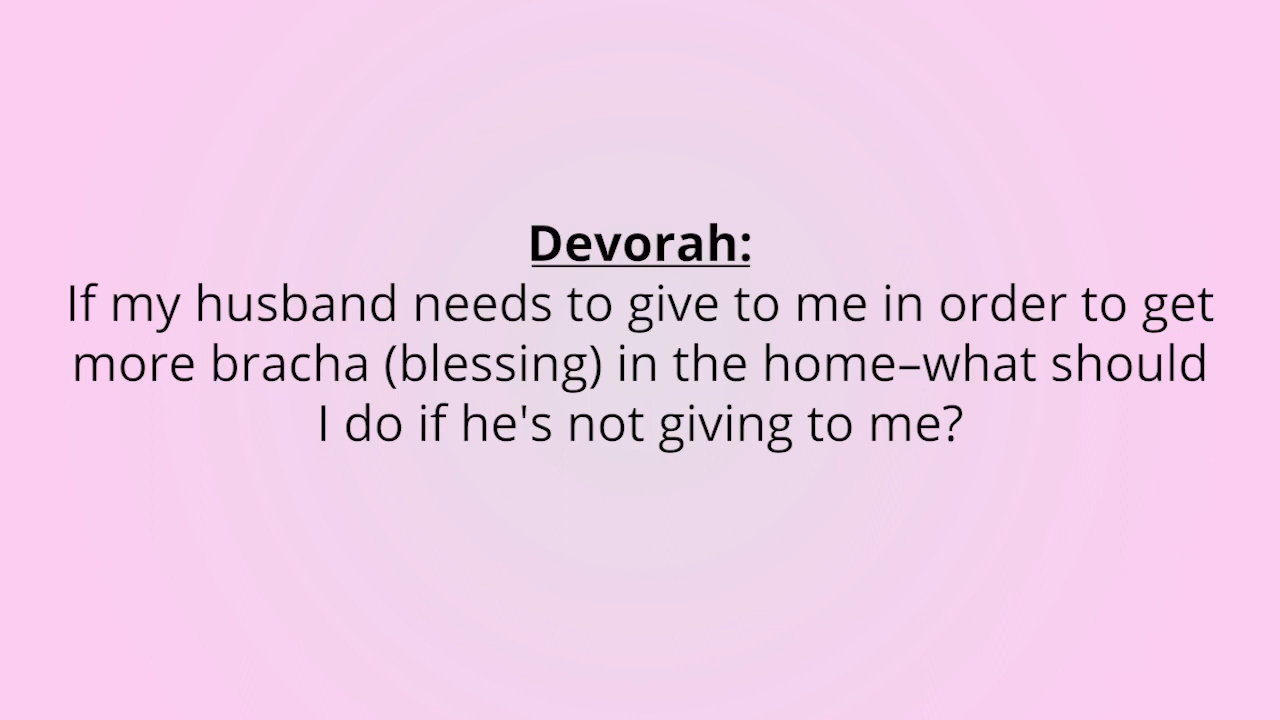 Devorah:
If my husband needs to give to me in order to get
more bracha (blessing) in the home–what should
I do if he's not giving to me?